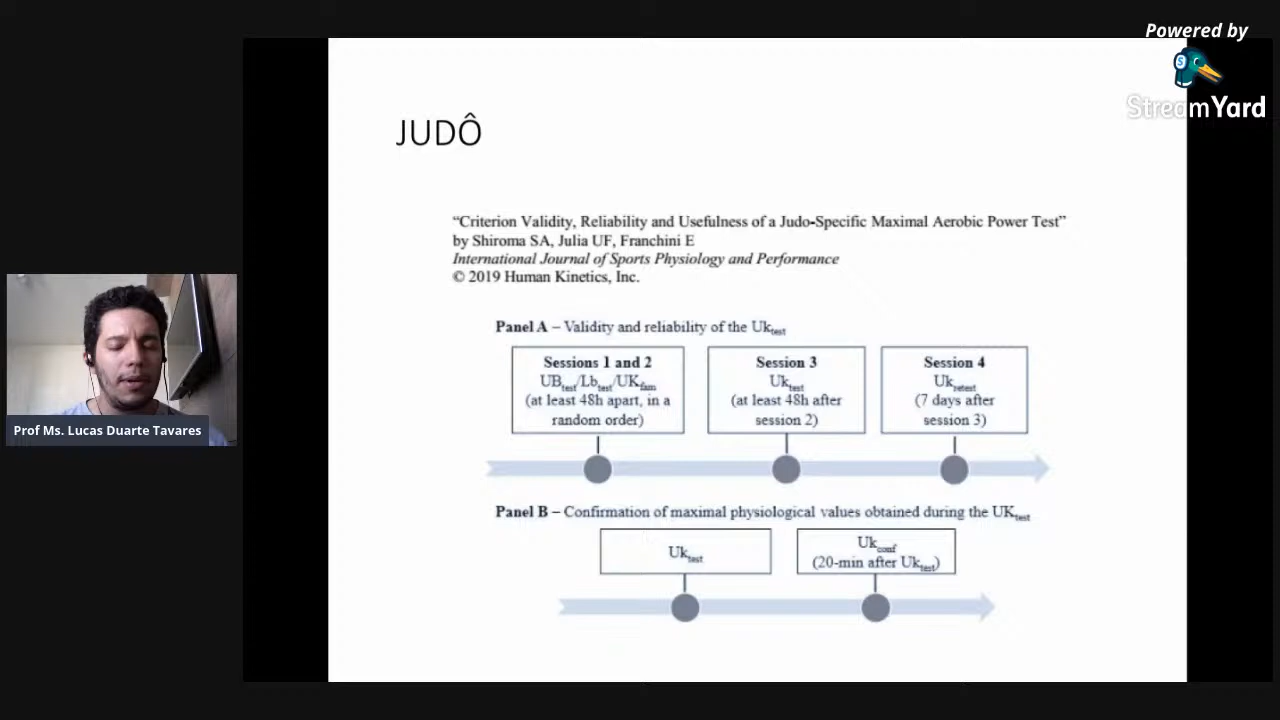 Powered by
StreamYard
JUDÔ
“Criterion Validity, Reliability and Usefulness of a Judo-Specific Maximal Aerobic Power Test”
by Shiroma SA, Julia UF, Franchini E
International Journal of Sports Physiology and Performance
© 2019 Human Kinetics, Inc.
Panel A – Validity and reliability of the Uktest
Sessions 1 and 2
UBtest/Lbtest/UKfam
(at least 48h apart, in a
random order)
Session 3
Uktest
(at least 48h after
session 2)
Session 4
Ukretest
(7 days after
session 3)
Panel B – Confirmation of maximal physiological values obtained during the UKtest
Uktest
Ukconf
(20-min after Uktest)
Prof Ms. Lucas Duarte Tavares